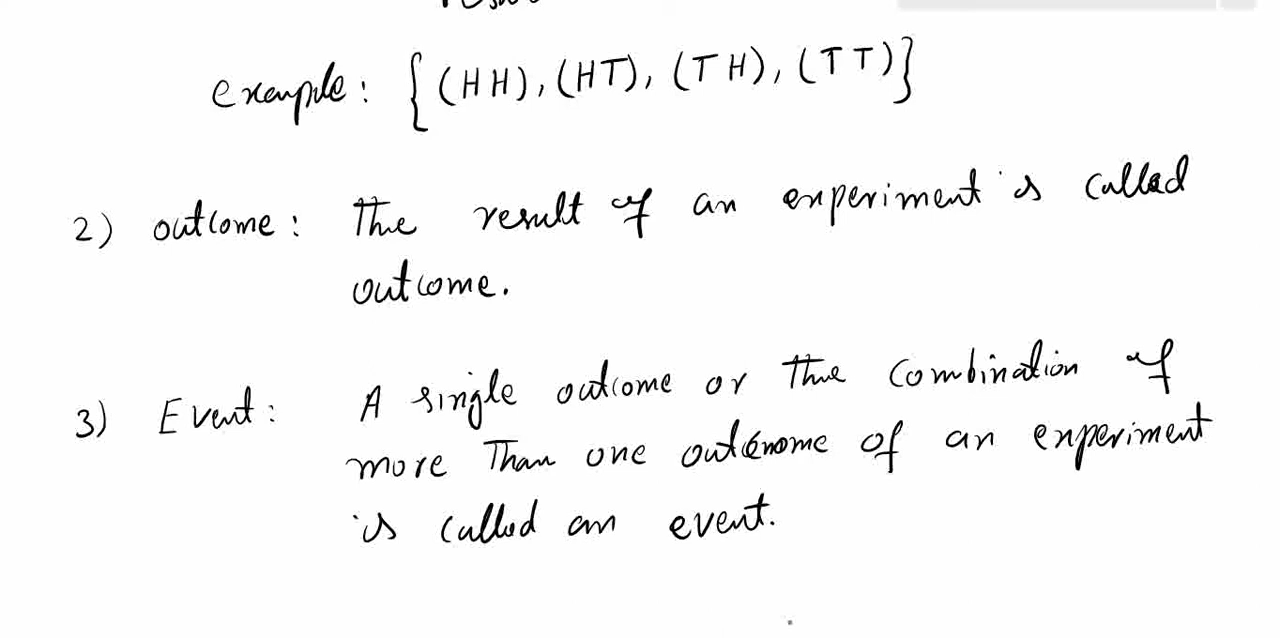 example: {(HH), (HT), (TH), (TT)}
2) outcome: The result of an experiment is called
outcome.
3) Event: A single outcome or the combination of
more than one outcnome of an experiment
is called an event.